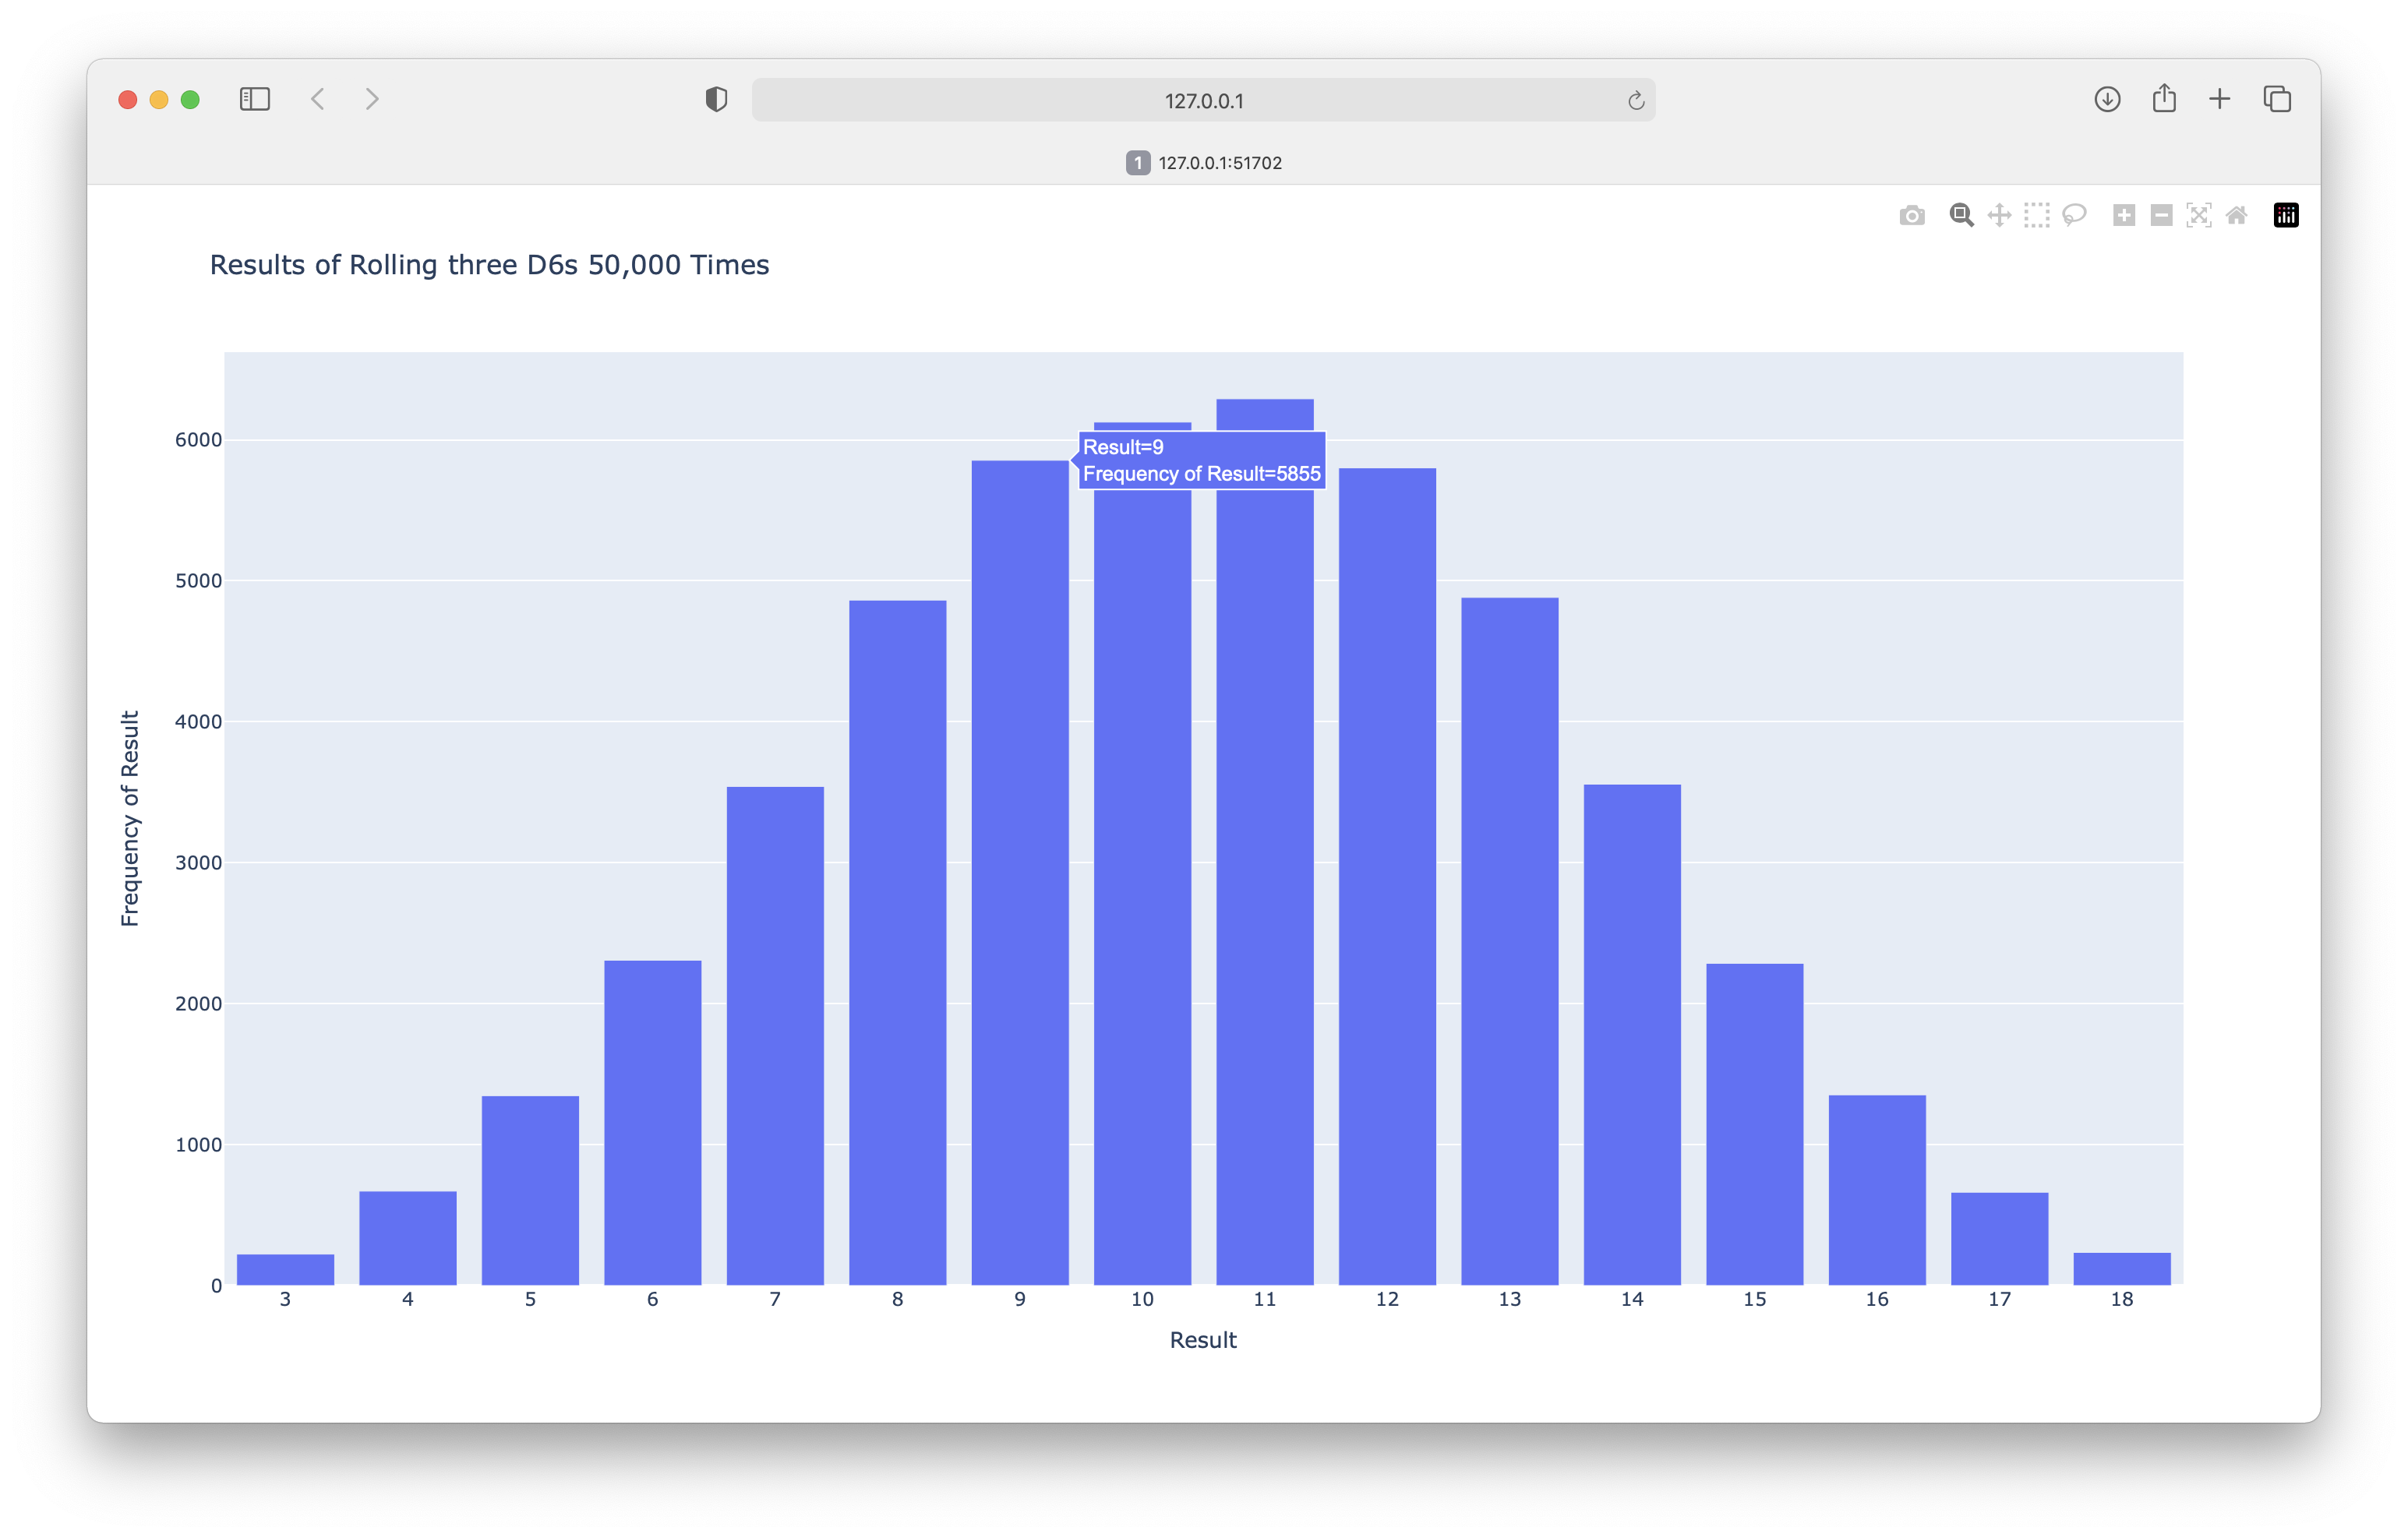 127.0.0.1
1 127.0.0.1:51702
Results of Rolling three D6s 50,000 Times
Frequency of Result
6000
5000
4000
3000
2000
1000
0
Result=9
Frequency of Result=5855
3 4 5 6 7 8 9 10 11 12 13 14 15 16 17 18
Result